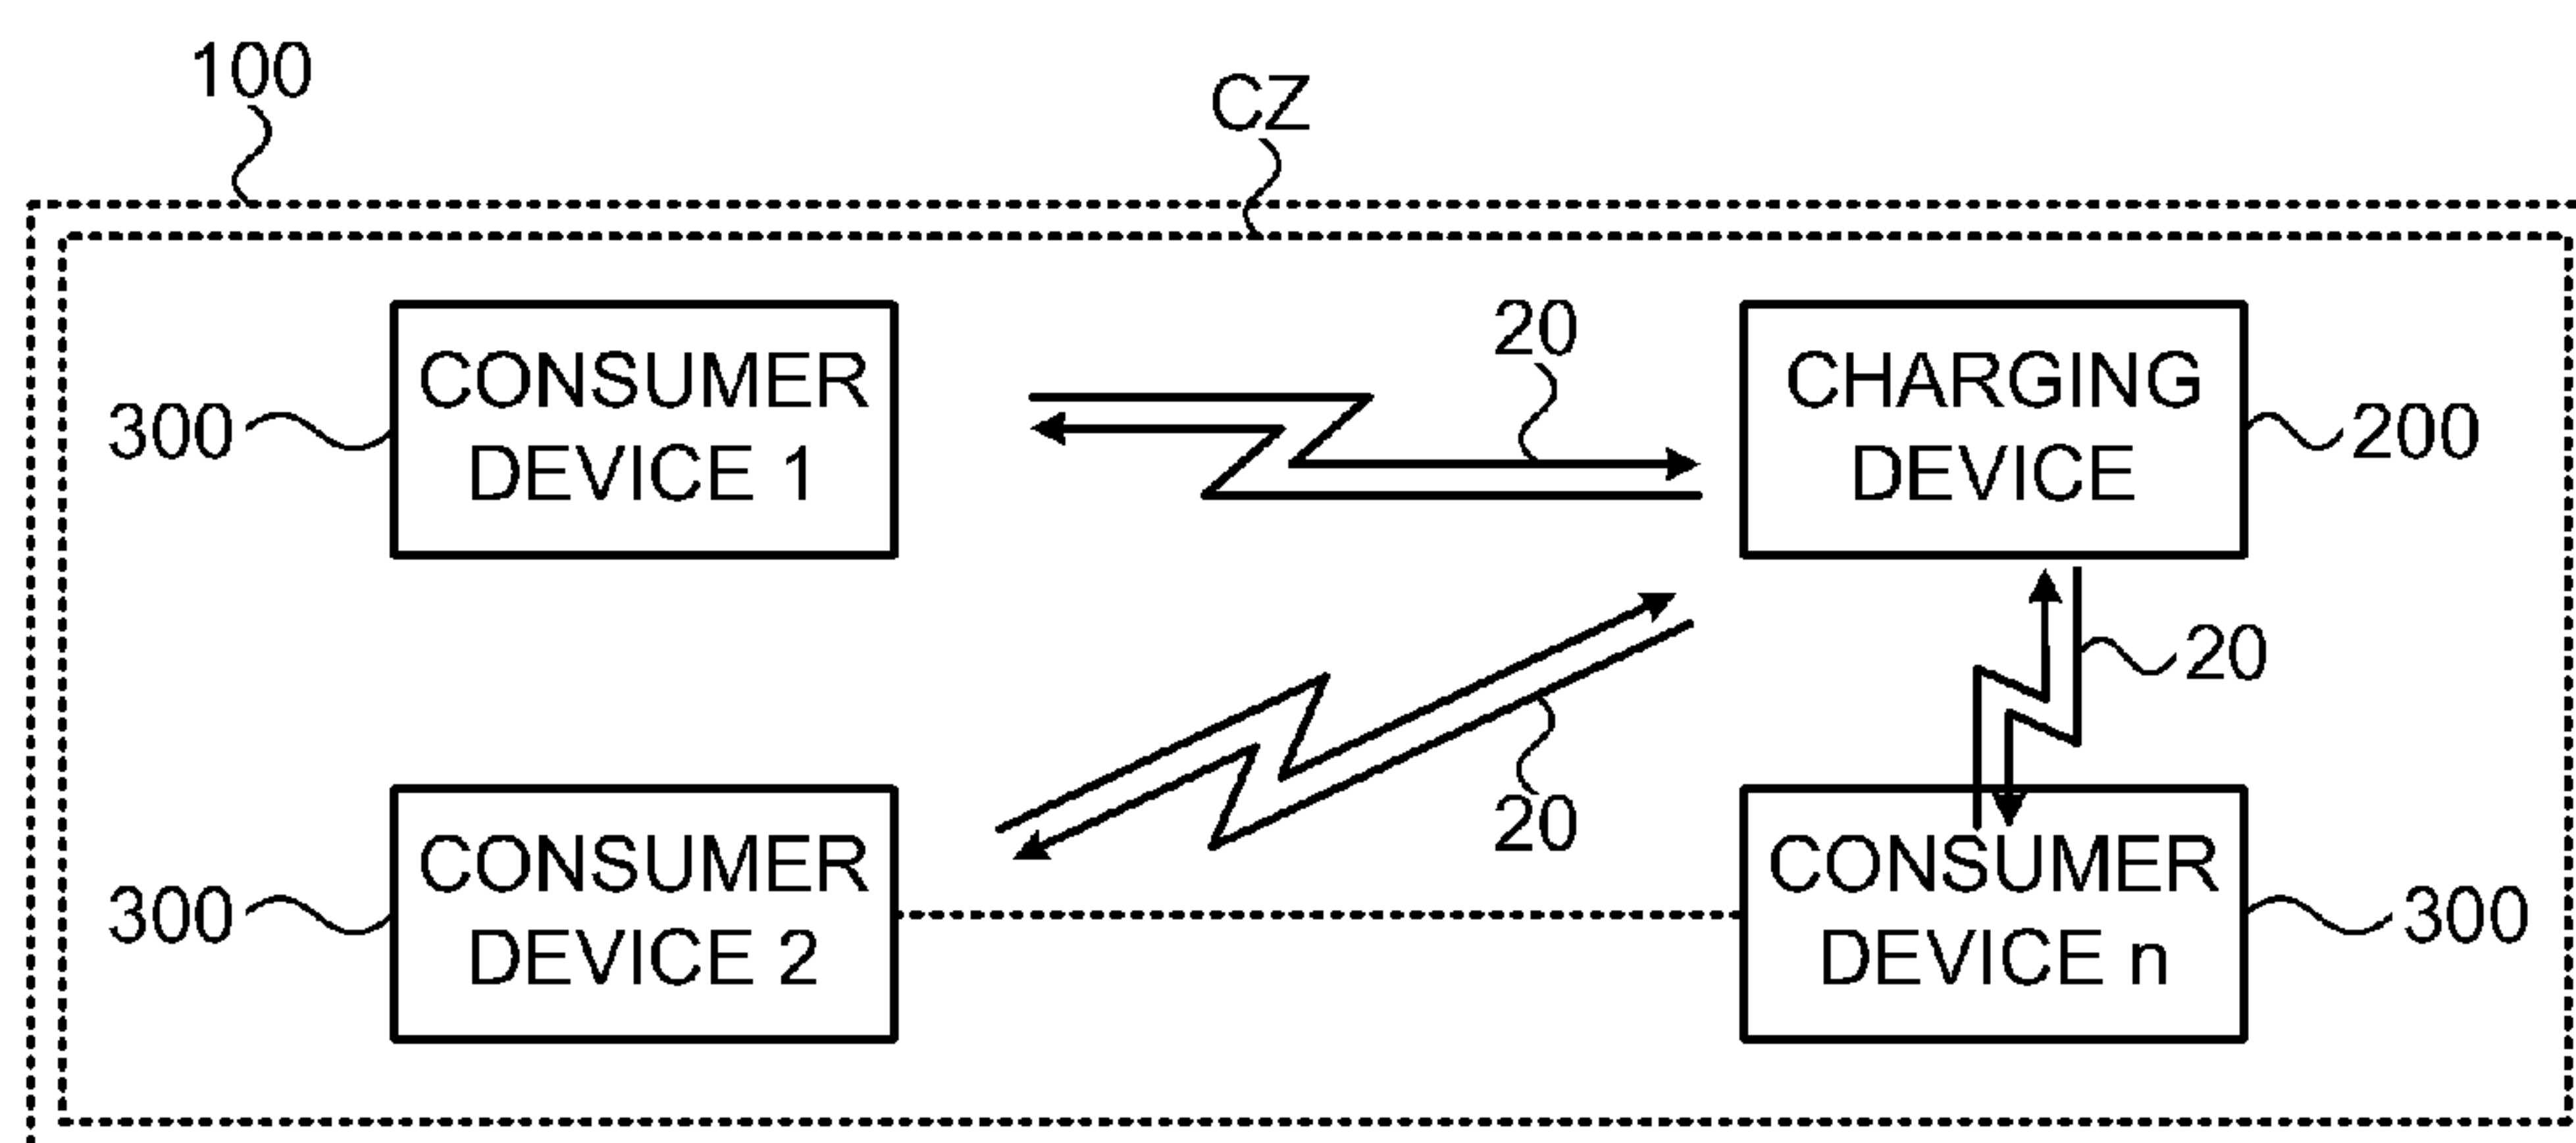 100
CZ
CONSUMER
DEVICE 1
300
20
CHARGING
DEVICE
200
20
20
CONSUMER
DEVICE 2
300
CONSUMER
DEVICE n
300